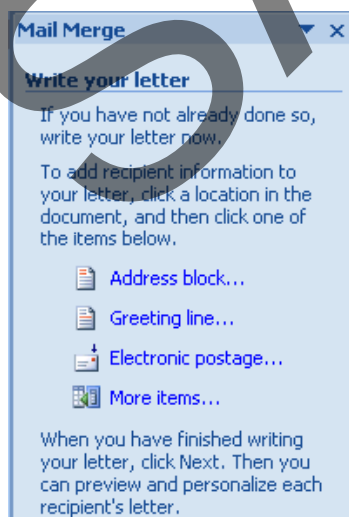 Mail Merge
Write your letter
If you have not already done so,
write your letter now.
To add recipient information to
your letter, click a location in the
document, and then click one of
the items below.
Address block...
Greeting line...
Electronic postage...
More items...
When you have finished writing
your letter, click Next. Then you
can preview and personalize each
recipient's letter.